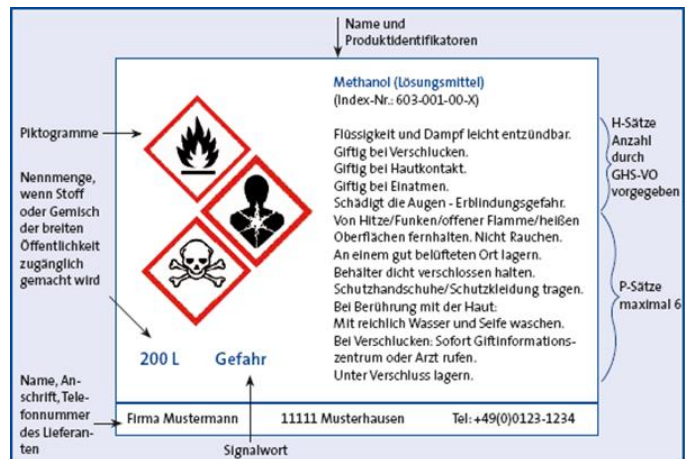 Name und
Produktidentifikatoren
Methanol (Lösungsmittel)
(Index-Nr.: 603-001-00-X)
Piktogramme
Flüssigkeit und Dampf leicht entzündbar.
Giftig bei Verschlucken.
Giftig bei Hautkontakt.
Giftig bei Einatmen.
Schädigt die Augen - Erblindungsgefahr.
Von Hitze/Funken/offener Flamme/heißen
Oberflächen fernhalten. Nicht Rauchen.
An einem gut belüfteten Ort lagern.
Behälter dicht verschlossen halten.
Schutzhandschuhe/Schutzkleidung tragen.
Bei Berührung mit der Haut:
Mit reichlich Wasser und Seife waschen.
Bei Verschlucken: Sofort Giftinformations-
zentrum oder Arzt rufen.
Unter Verschluss lagern.
H-Sätze
Anzahl
durch
GHS-VO
vorgegeben
P-Sätze
maximal 6
Nennmenge,
wenn Stoff
oder Gemisch
der breiten
Öffentlichkeit
zugänglich
gemacht wird
200 L Gefahr
Name, An-
schrift, Tele-
fonnummer
des Lieferan-
ten
Firma Mustermann 11111 Musterhausen Tel: +49(0)0123-1234
Signalwort